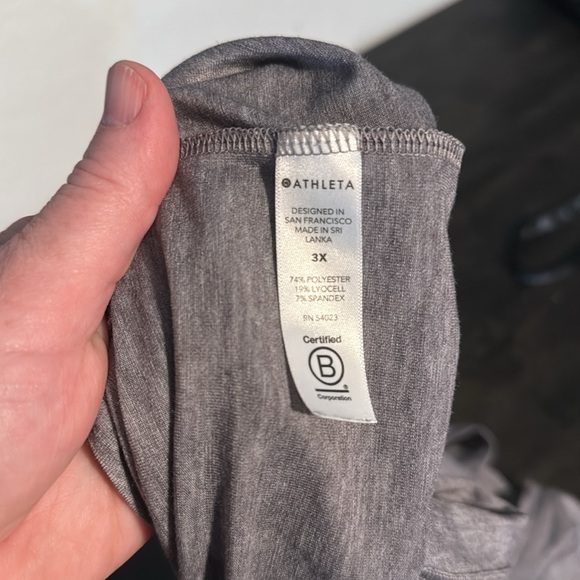 ATHLETA
DESIGNED IN
SAN FRANCISCO
MADE IN SRI
LANKA
3X
74% POLYESTER
19% LYOCELL
7% SPANDEX
RN 54023
Certified
B
®
Corporation